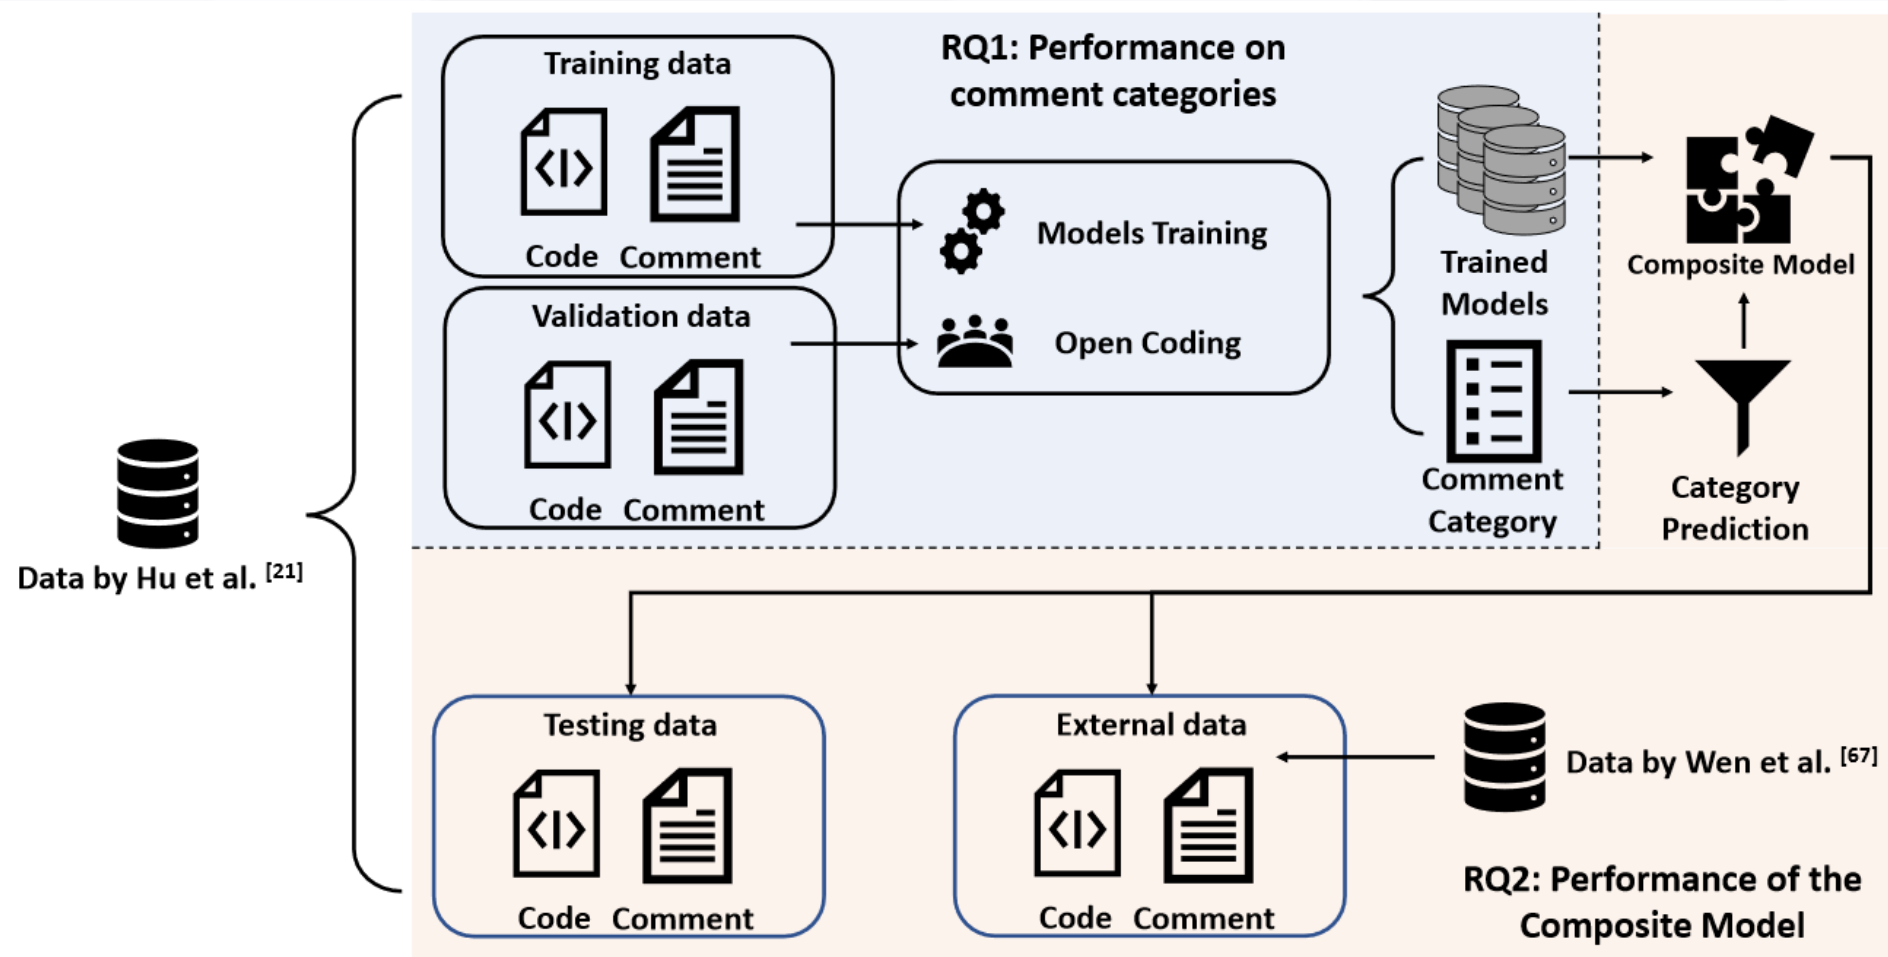 Training data
Code Comment
Validation data
Code Comment
RQ1: Performance on
comment categories
Models Training
Open Coding
Trained
Models
Comment
Category
Composite Model
Category
Prediction
Data by Hu et al. [21]
Testing data
Code Comment
External data
Code Comment
Data by Wen et al. [67]
RQ2: Performance of the
Composite Model